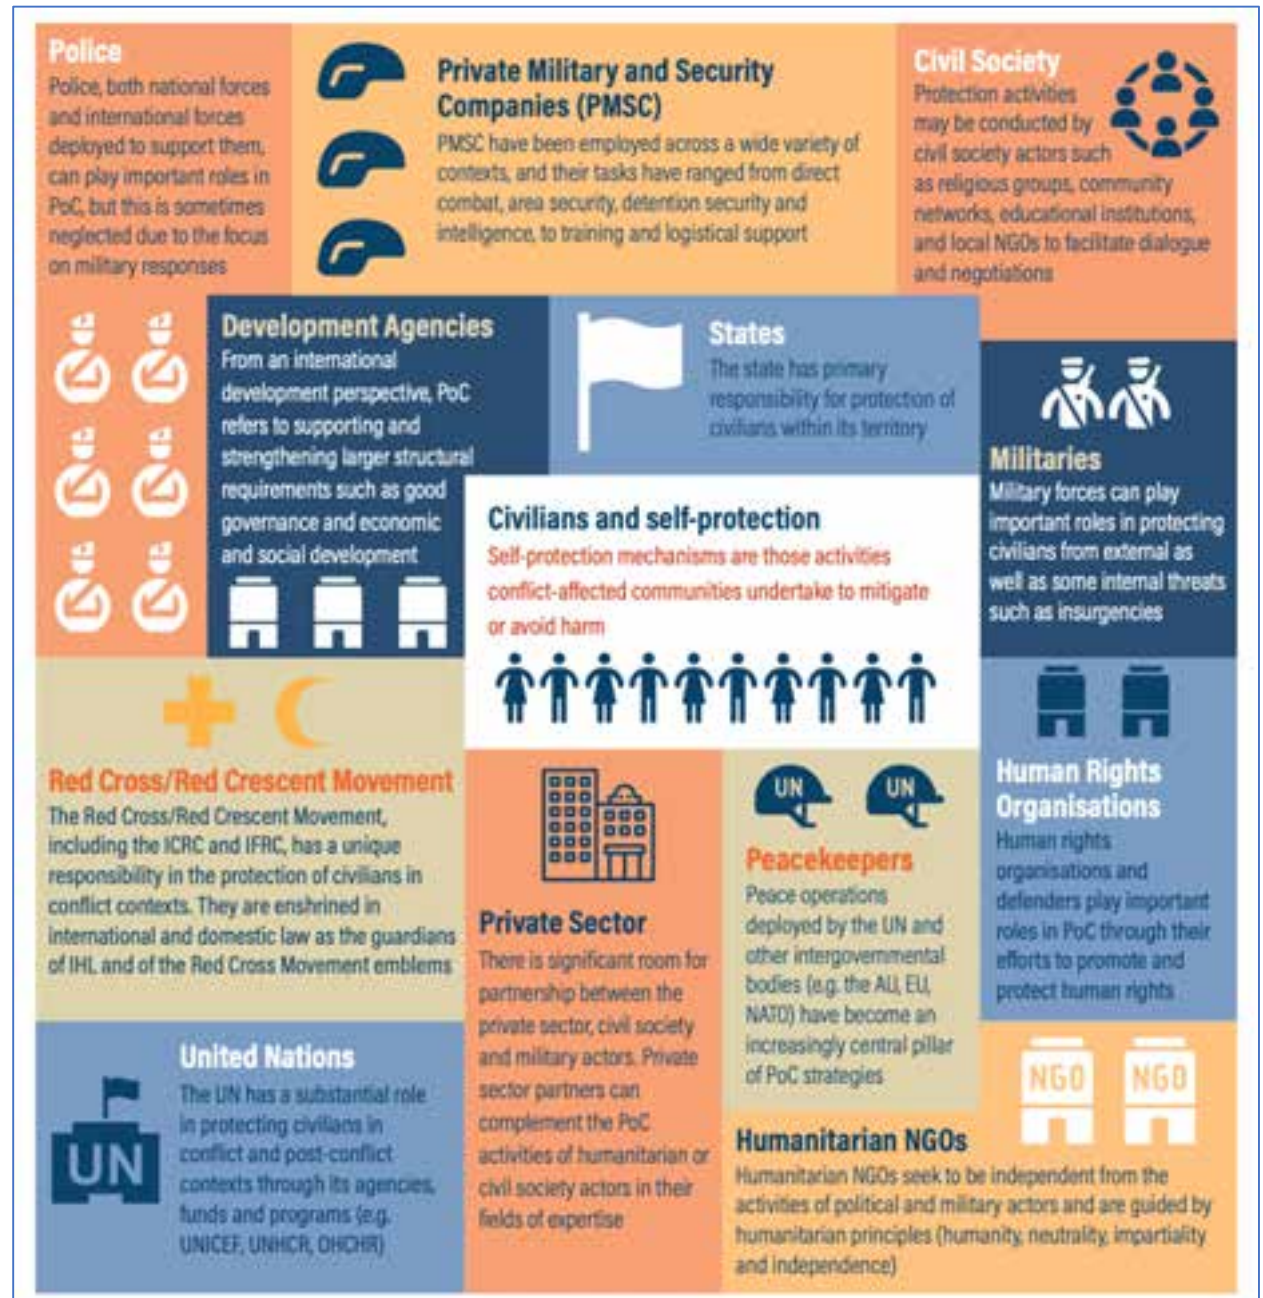 Police
Police, both national forces
and international forces
deployed to support them,
can play important roles in
PoC, but this is sometimes
neglected due to the focus
on military responses
Private Military and Security
Companies (PMSC)
PMSC have been employed across a wide variety of
contexts, and their tasks have ranged from direct
combat, area security, detention security and
intelligence, to training and logistical support
Civil Society
Protection activities
may be conducted by
civil society actors such
as religious groups, community
networks, educational institutions,
and local NGOs to facilitate dialogue
and negotiations
Development Agencies
From an international
development perspective, PoC
refers to supporting and
strengthening larger structural
requirements such as good
governance and economic
and social development
States
The state has primary
responsibility for protection of
civilians within its territory
Militaries
Military forces can play
important roles in protecting
civilians from external as
well as some internal threats
such as insurgencies
Civilians and self-protection
Self-protection mechanisms are those activities
conflict-affected communities undertake to mitigate
or avoid harm
Red Cross/Red Crescent Movement
The Red Cross/Red Crescent Movement,
including the ICRC and IFRC, has a unique
responsibility in the protection of civilians in
conflict contexts. They are enshrined in
international and domestic law as the guardians
of IHL and of the Red Cross Movement emblems
Private Sector
There is significant room for
partnership between the
private sector, civil society
and military actors. Private
sector partners can
complement the PoC
activities of humanitarian or
civil society actors in their
fields of expertise
UN
UN
Peacekeepers
Peace operations
deployed by the UN and
other intergovernmental
bodies (e.g. the AU, EU,
NATO) have become an
increasingly central pillar
of PoC strategies
Human Rights
Organisations
Human rights
organisations and
defenders play important
roles in PoC through their
efforts to promote and
protect human rights
UN
United Nations
The UN has a substantial role
in protecting civilians in
conflict and post-conflict
contexts through its agencies,
funds and programs (e.g.
UNICEF, UNHCR, OHCHR)
NGO
NGO
Humanitarian NGOs
Humanitarian NGOs seek to be independent from the
activities of political and military actors and are guided by
humanitarian principles (humanity, neutrality, impartiality
and independence)